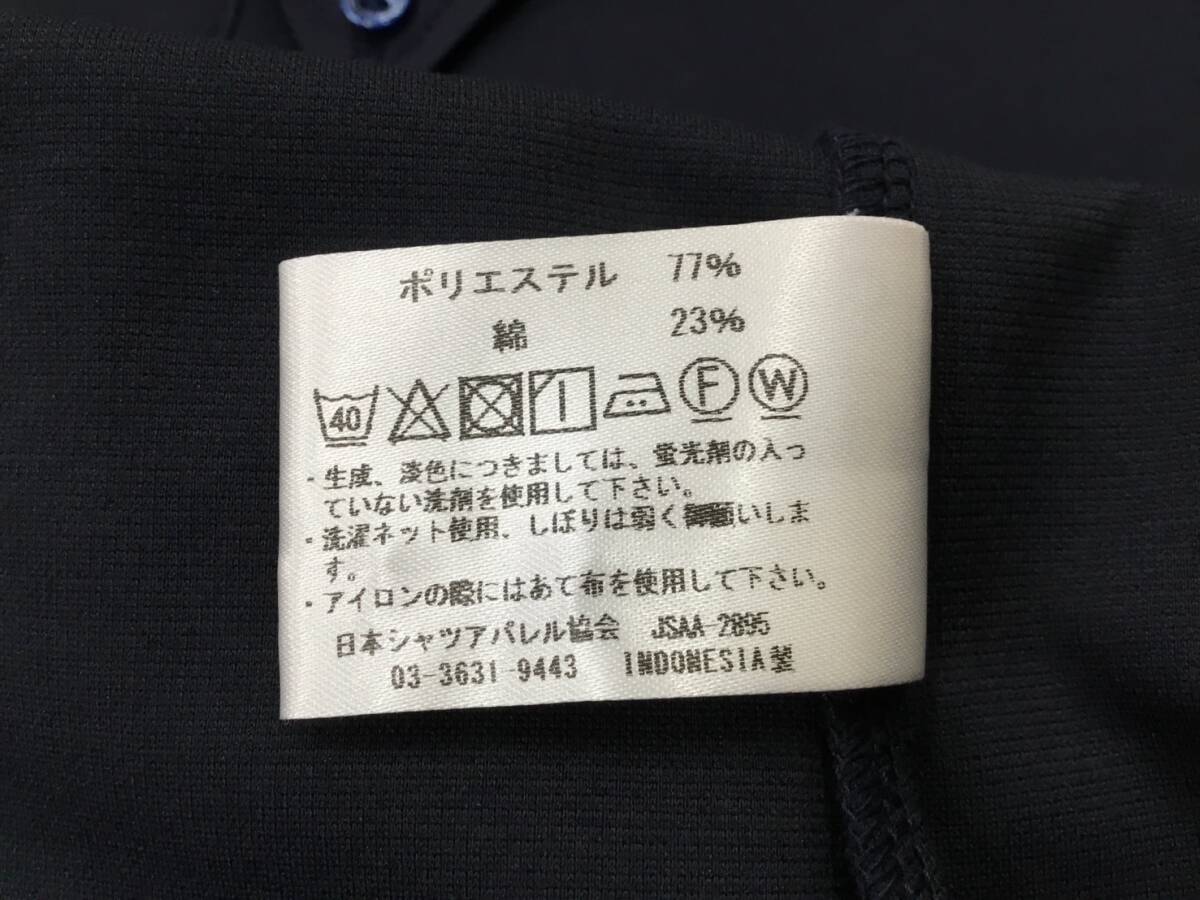 ポリエステル 77%
綿 23%
40 F W
・生成、淡色につきましては、蛍光剤の入っ
ていない洗剤を使用して下さい。
・洗濯ネット使用、しぼりは弱く御願いしま
す。
・アイロンの際にはあて布を使用して下さい。
日本シャツアパレル協会 JSAA-2895
03-3631-9443 INDONESIA製